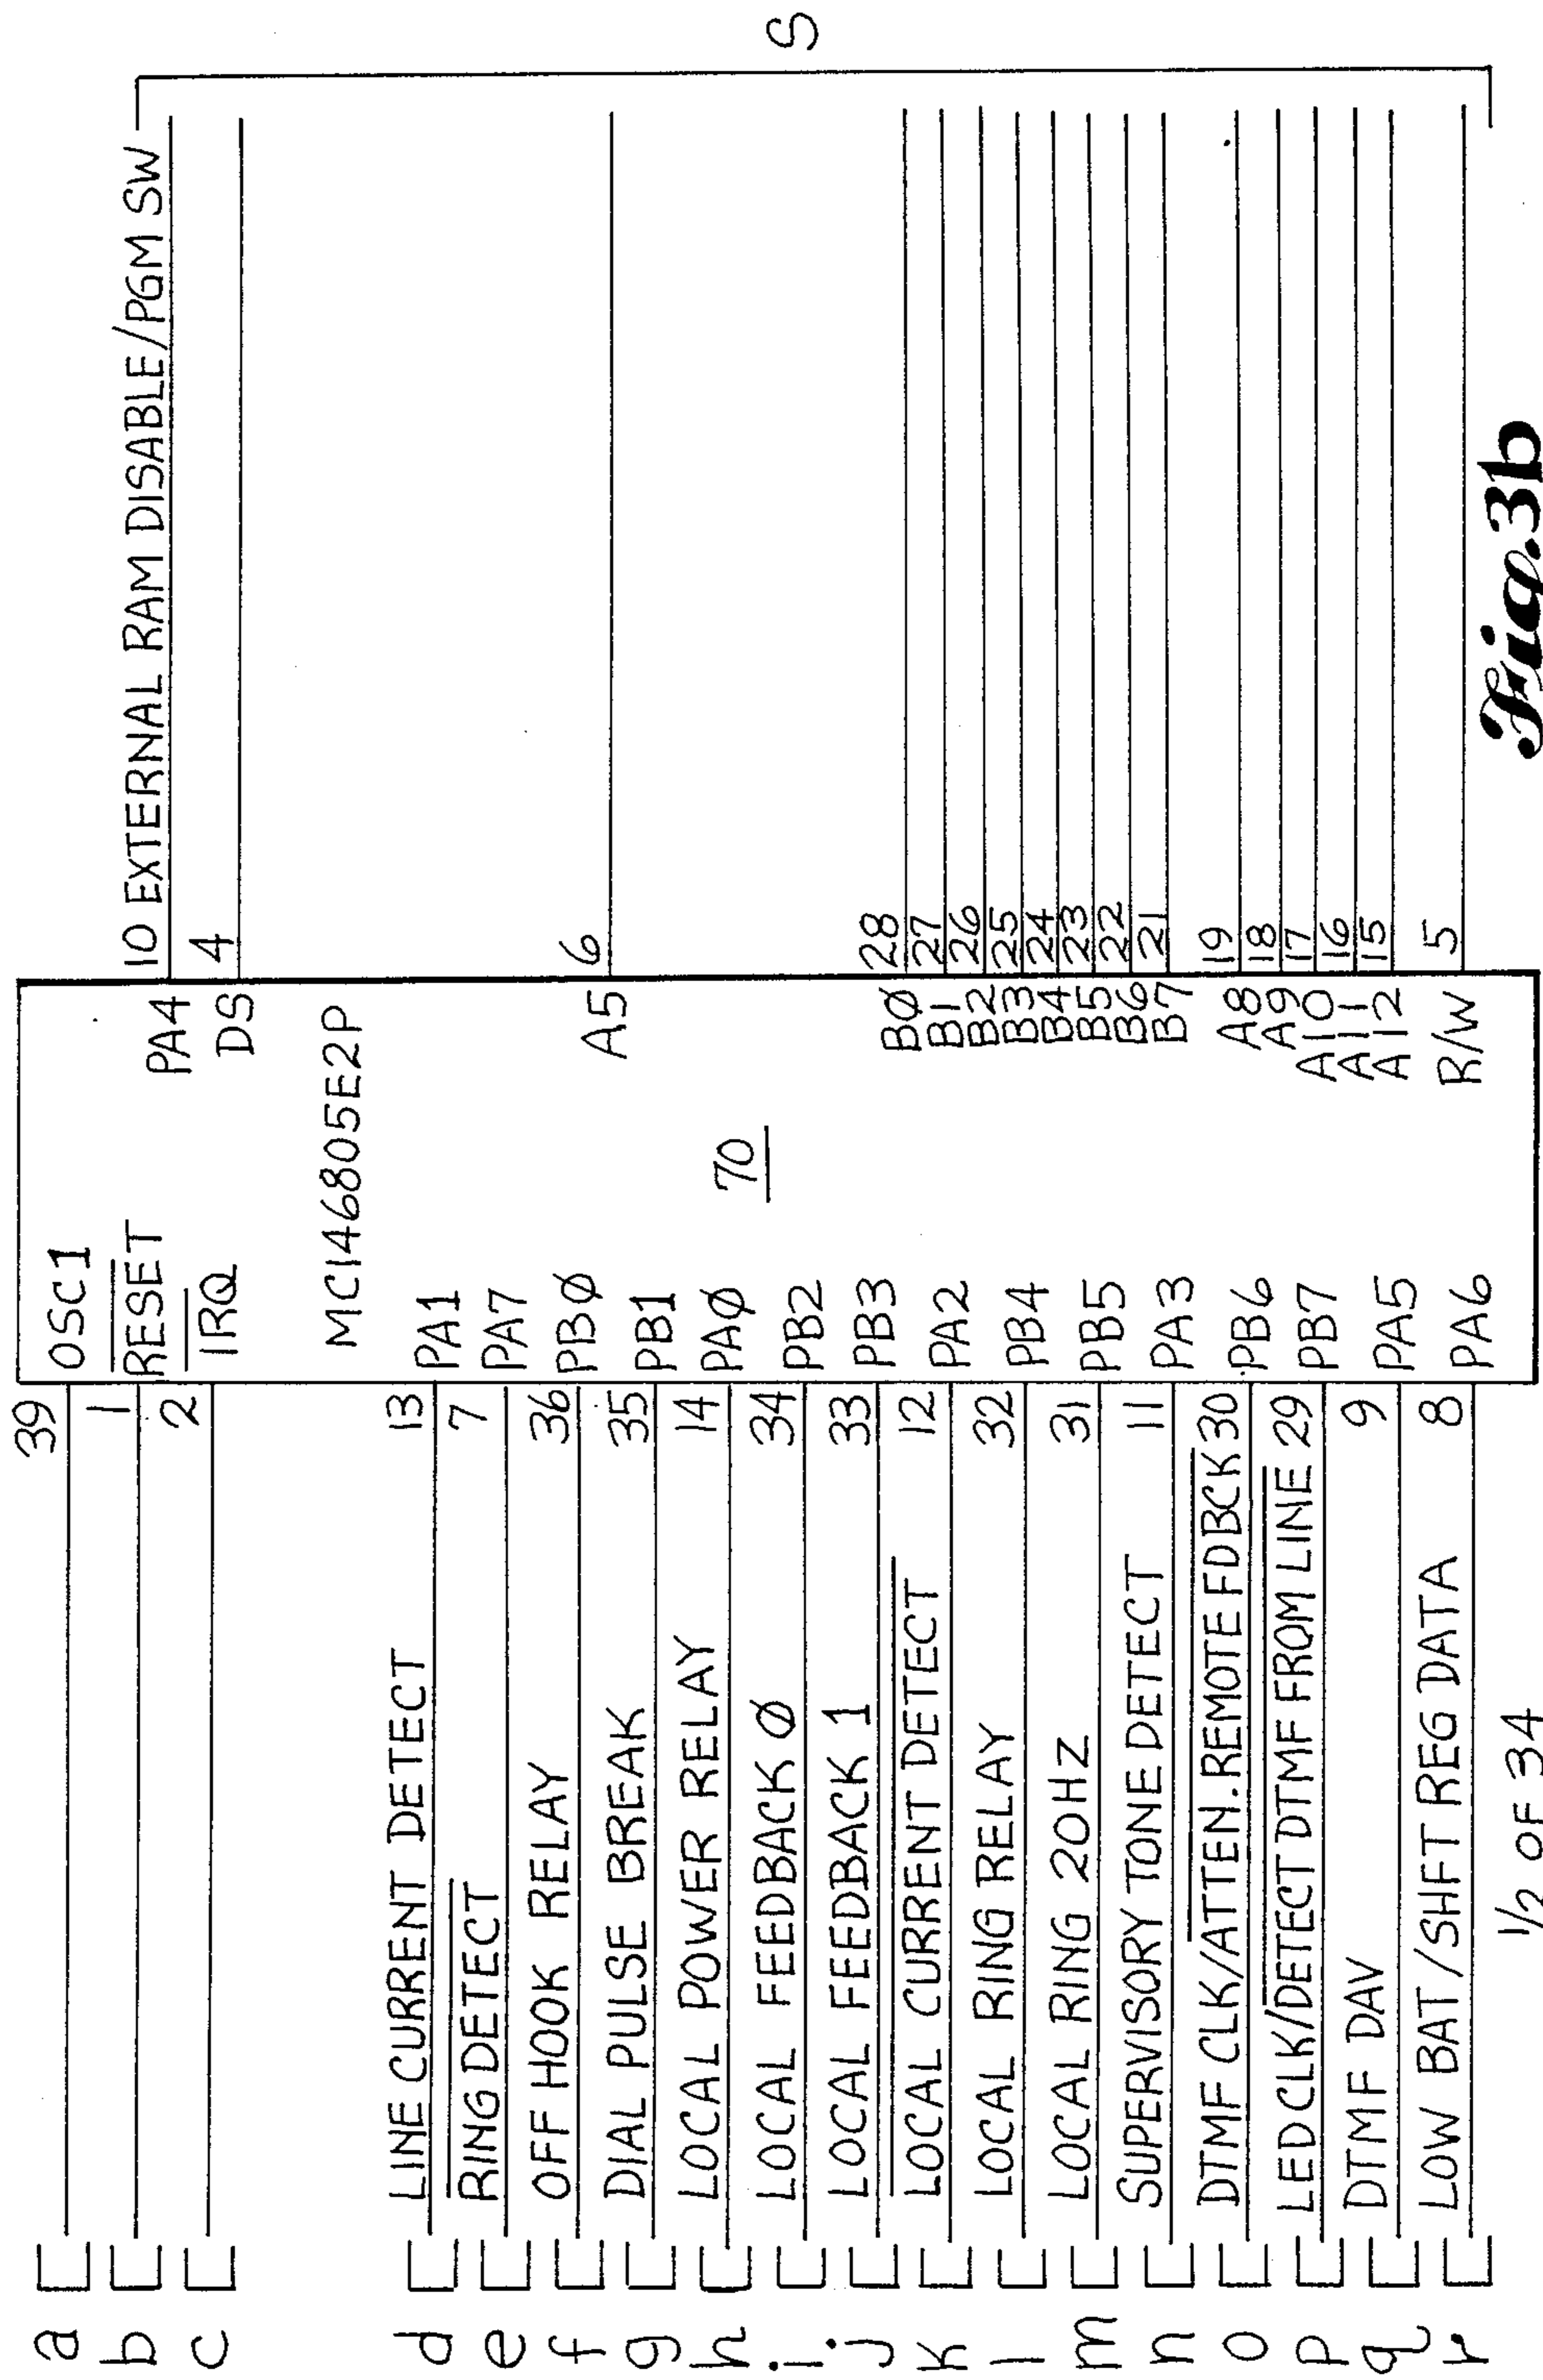 a 39 OSC1
b 1 RESET
c 2 IRQ
10 EXTERNAL RAM DISABLE/PGM SW
PA4
DS 4
MC146805E2P
70
d LINE CURRENT DETECT 13 PA1
e RING DETECT 7 PA7
f OFF HOOK RELAY 36 PBØ
g DIAL PULSE BREAK 35 PB1
h LOCAL POWER RELAY 14 PAØ
i LOCAL FEEDBACK Ø 34 PB2
j LOCAL FEEDBACK 1 33 PB3
k LOCAL CURRENT DETECT 12 PA2
l LOCAL RING RELAY 32 PB4
m LOCAL RING 20HZ 31 PB5
n SUPERVISORY TONE DETECT 11 PA3
o DTMF CLK/ATTEN. REMOTE FDBCK 30 PB6
p LED CLK/DETECT DTMF FROM LINE 29 PB7
q DTMF DAV 9 PA5
r LOW BAT/SHFT REG DATA 8 PA6
A5 6
BØ 28
B1 27
B2 26
B3 25
B4 24
B5 23
B6 22
B7 21
A8 19
A9 18
A10 17
A11 16
A12 15
R/W 5
S
1/2 OF 34
Fig. 3b